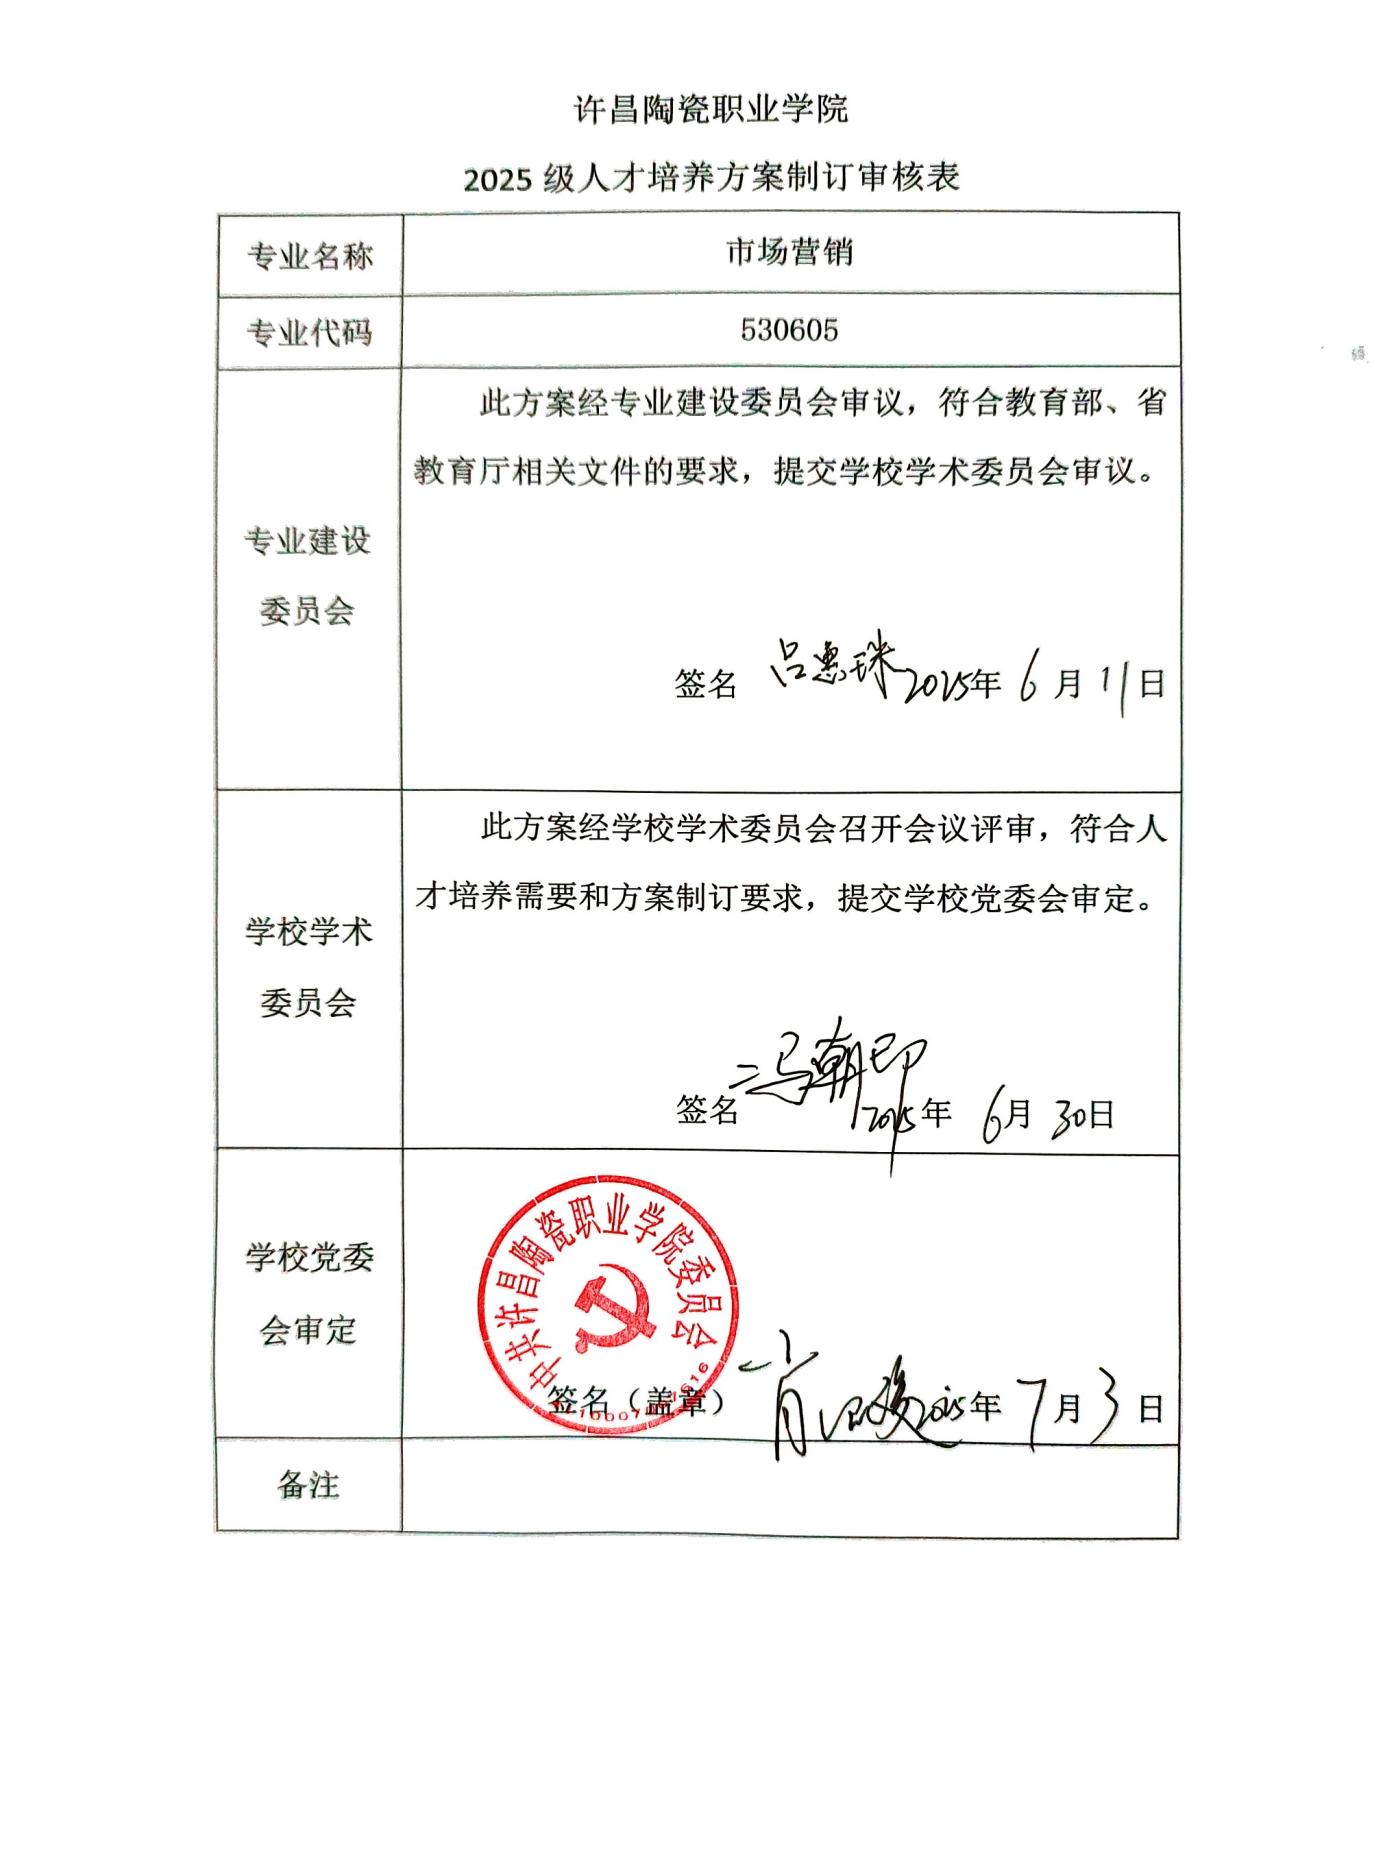 许昌陶瓷职业学院
2025 级人才培养方案制订审核表
专业名称
市场营销
专业代码
530605
专业建设
委员会
此方案经专业建设委员会审议，符合教育部、省
教育厅相关文件的要求，提交学校学术委员会审议。
签名 吕惠珠 2025年 6 月 11 日
学校学术
委员会
此方案经学校学术委员会召开会议评审，符合人
才培养需要和方案制订要求，提交学校党委会审定。
签名 冯朝印 2025年 6月 30日
学校党委
会审定
中共许昌陶瓷职业学院委员会
签名（盖章） 2025年 7月 3 日
备注